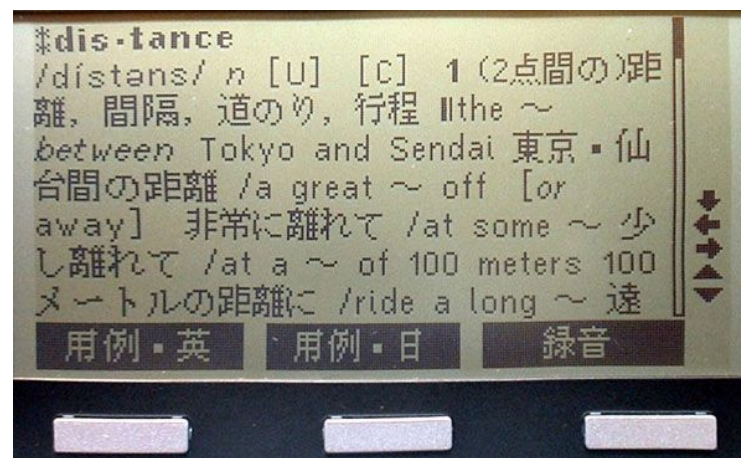 ‡dis·tance
/dístəns/ n [U] [C] 1 (2点間の)距
離, 間隔, 道のり, 行程 ‖the ～
between Tokyo and Sendai 東京・仙
台間の距離 /a great ～ off [or
away] 非常に離れて /at some ～ 少
し離れて /at a ～ of 100 meters 100
メートルの距離に /ride a long ～ 遠
用例・英 用例・日 録音